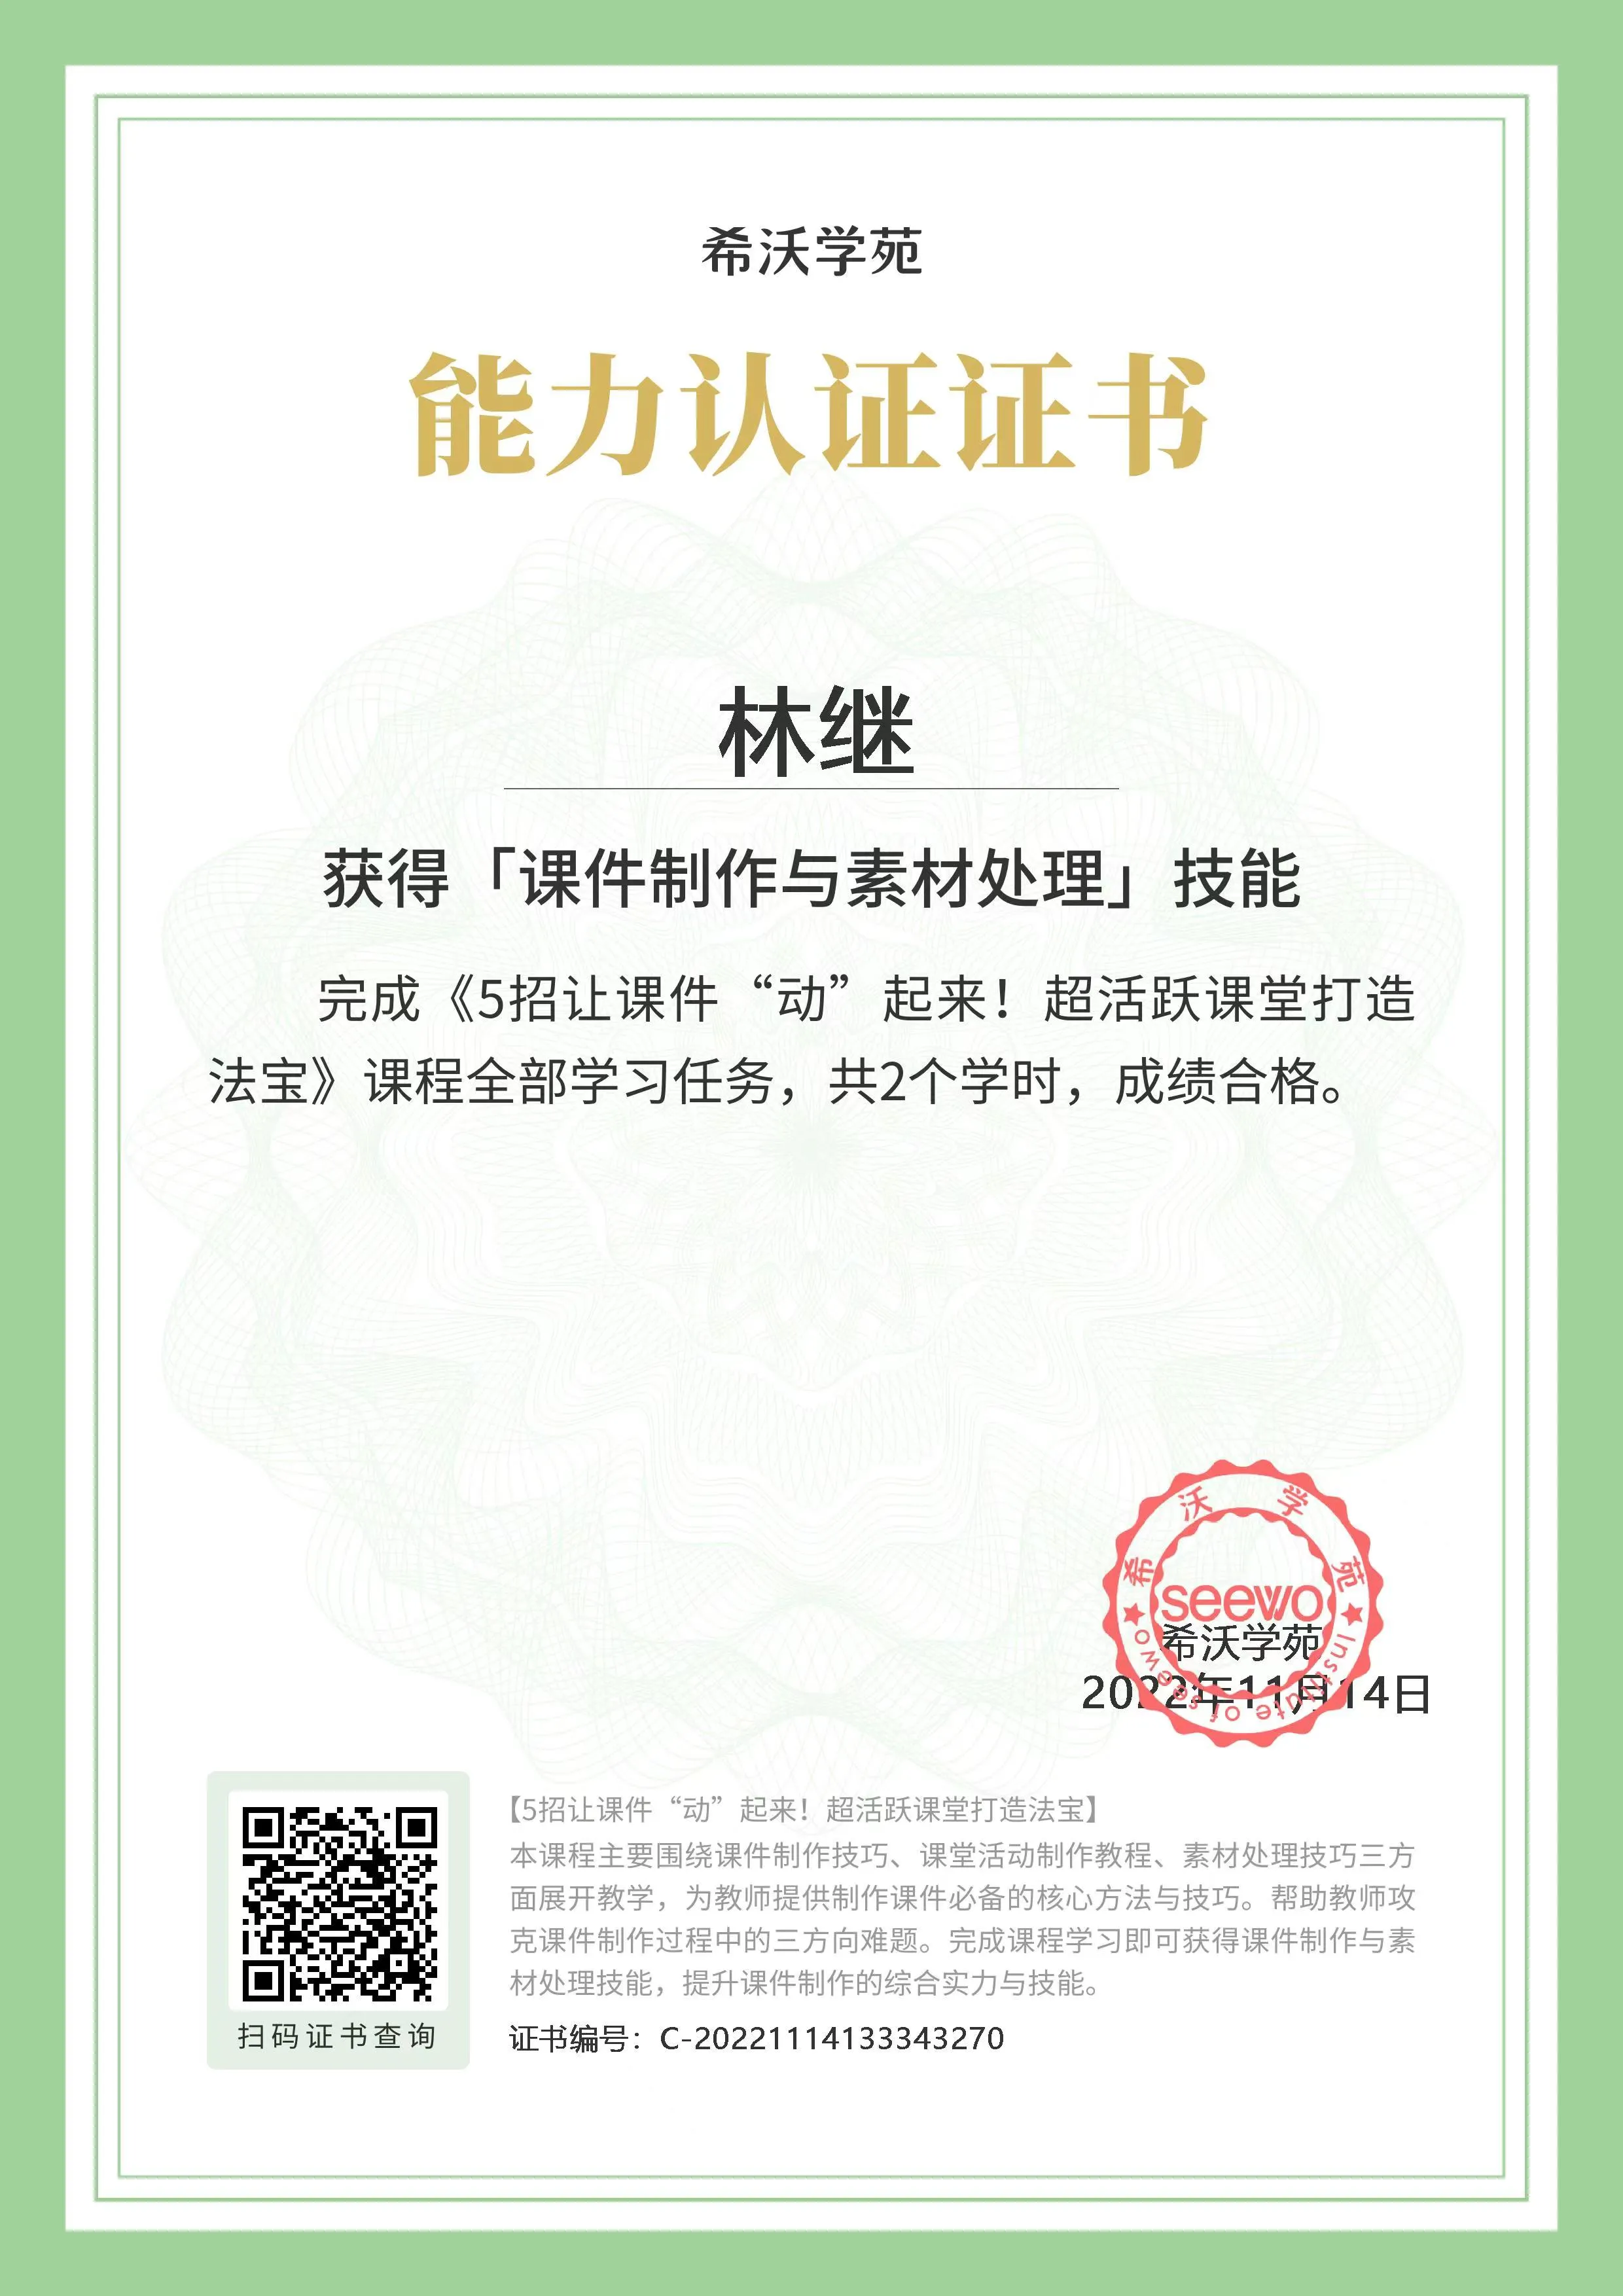 希沃学苑
能力认证证书
林继
获得「课件制作与素材处理」技能
完成《5招让课件“动”起来！超活跃课堂打造
法宝》课程全部学习任务，共2个学时，成绩合格。
希沃学苑
seewo
Institute of seewo
希沃学苑
2022年11月14日
【5招让课件“动”起来！超活跃课堂打造法宝】
本课程主要围绕课件制作技巧、课堂活动制作教程、素材处理技巧三方
面展开教学，为教师提供制作课件必备的核心方法与技巧。帮助教师攻
克课件制作过程中的三方向难题。完成课程学习即可获得课件制作与素
材处理技能，提升课件制作的综合实力与技能。
扫码证书查询
证书编号：C-20221114133343270